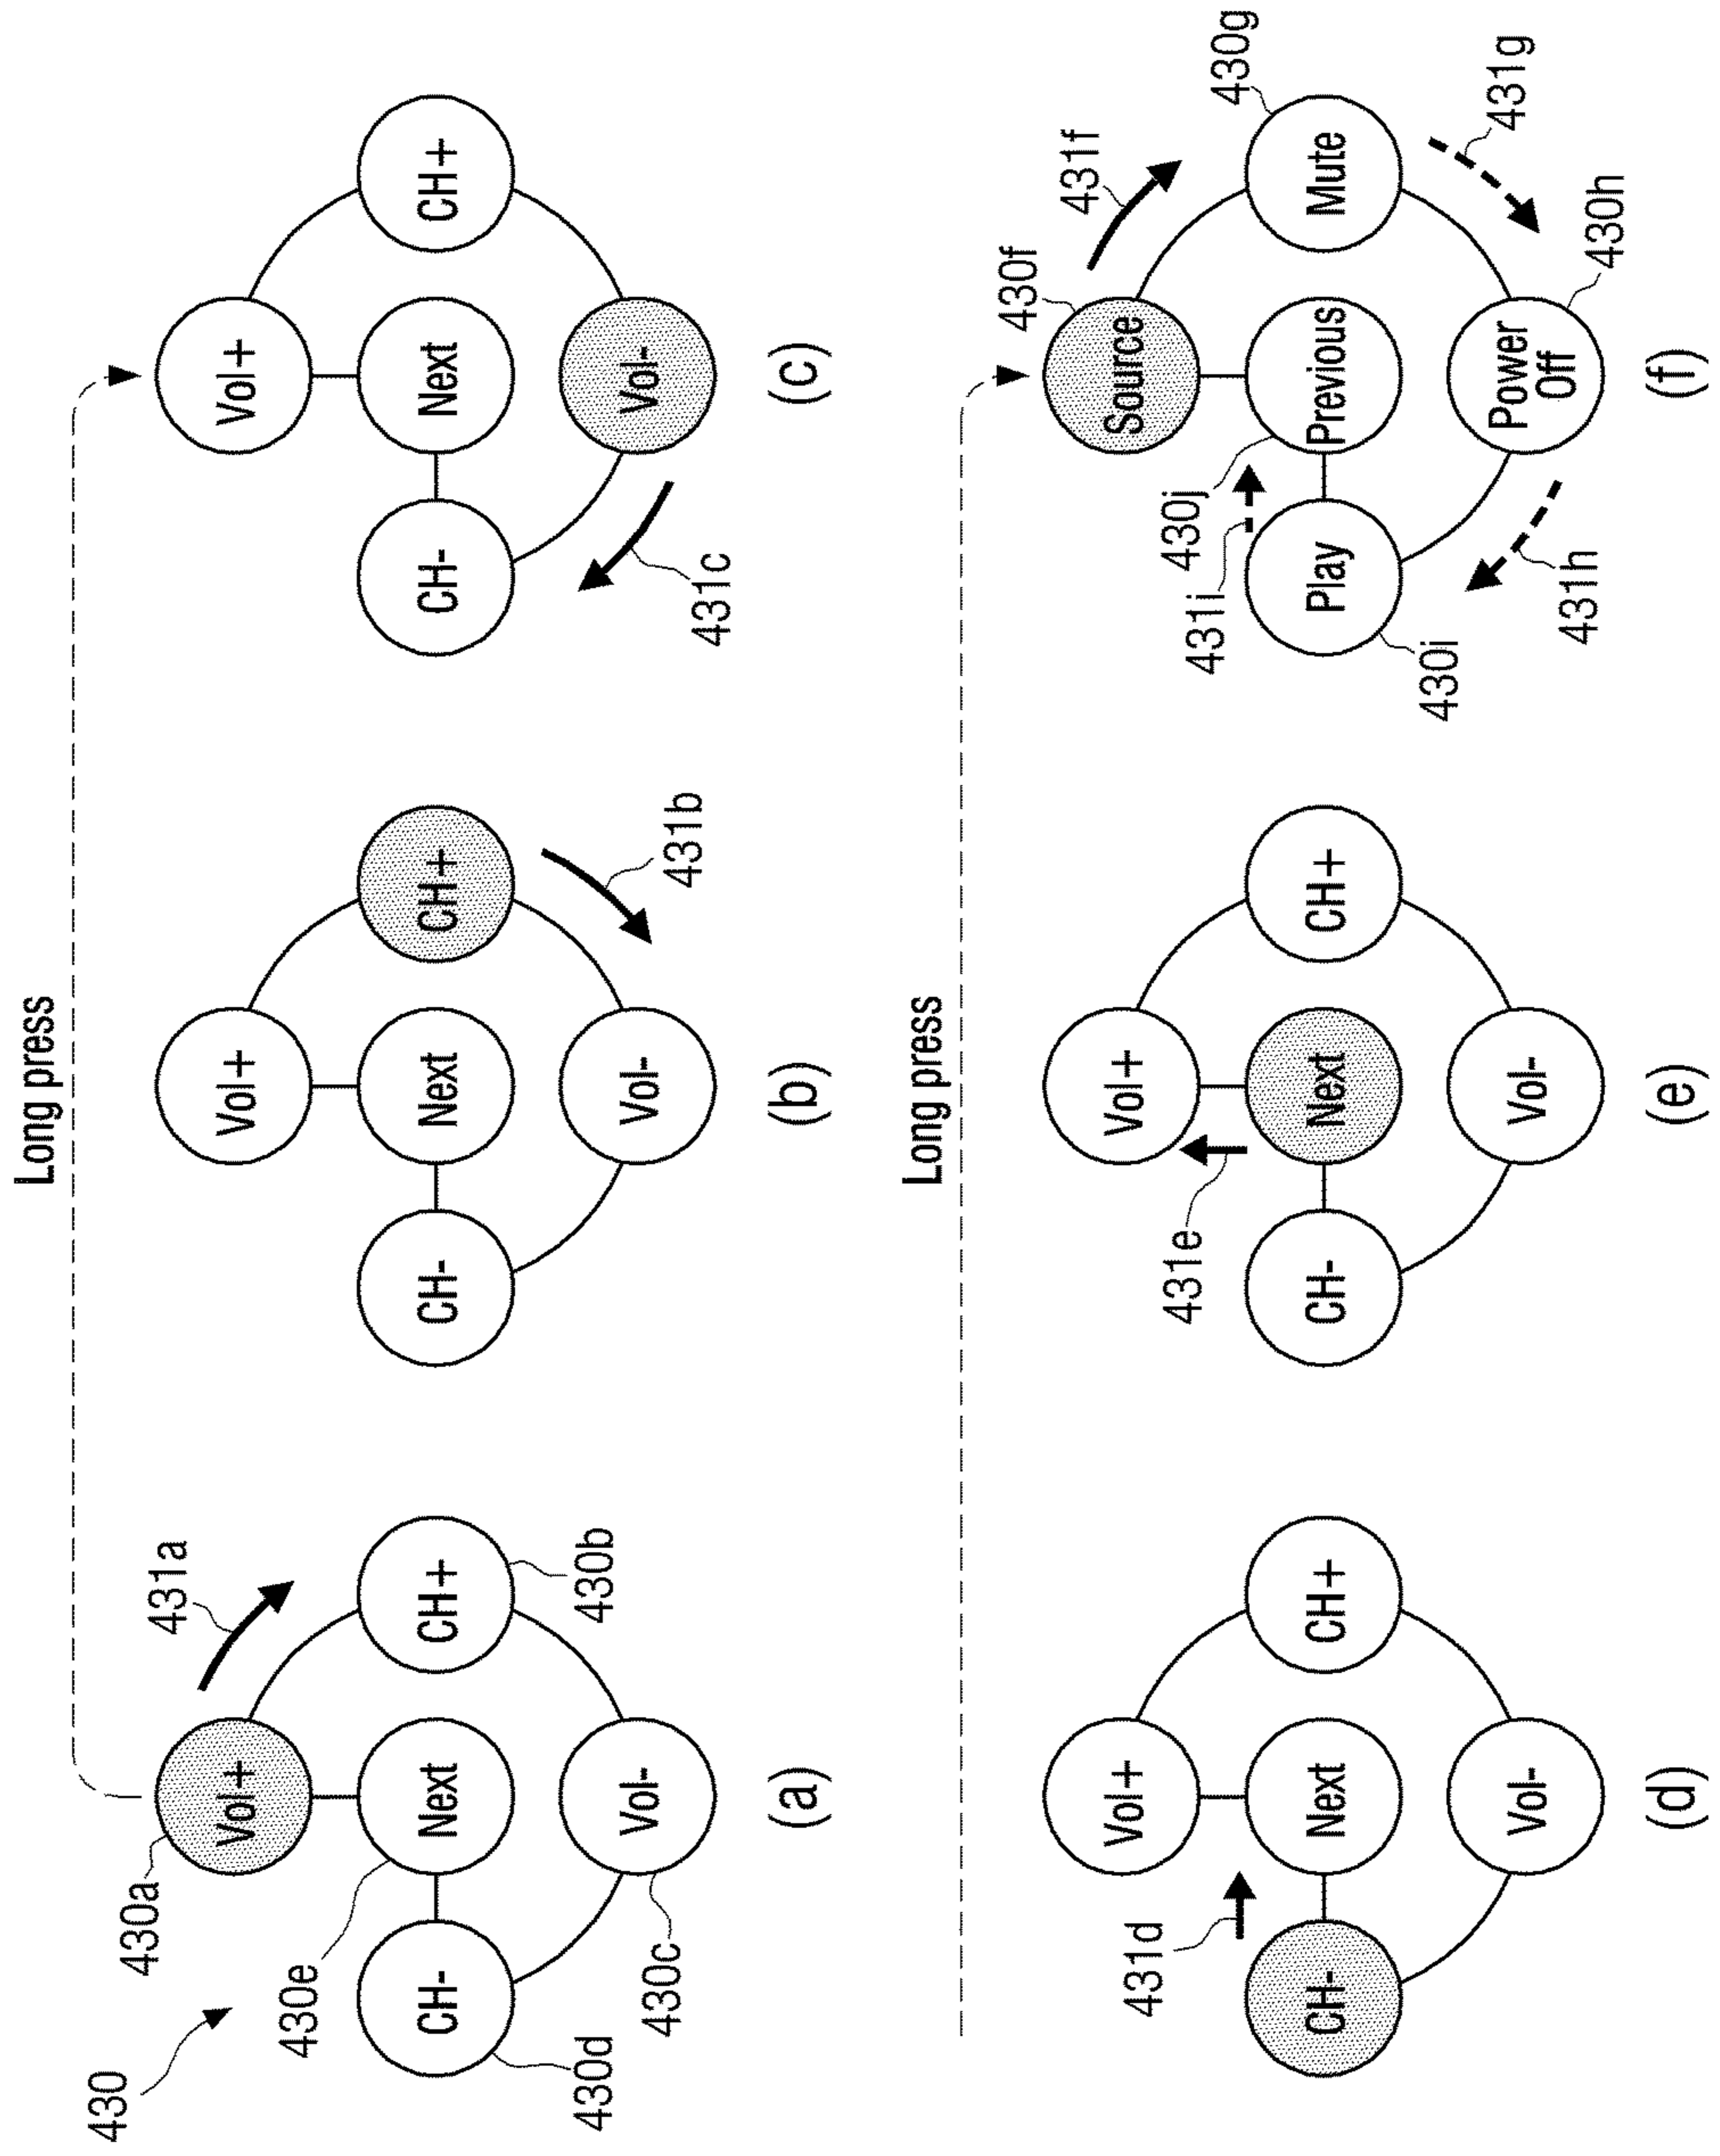 Long press
430
430a
431a
Vol+
CH-
Next
CH+
Vol-
430e
430d
430c
430b
(a)
Vol+
CH-
Next
CH+
Vol-
431b
(b)
Vol+
CH-
Next
CH+
Vol-
431c
(c)
Long press
431d
Vol+
CH-
Next
CH+
Vol-
(d)
431e
Vol+
CH-
Next
CH+
Vol-
(e)
430f
431f
430g
Source
431i
430j
Play
Previous
Mute
Power
Off
430i
431h
430h
431g
(f)